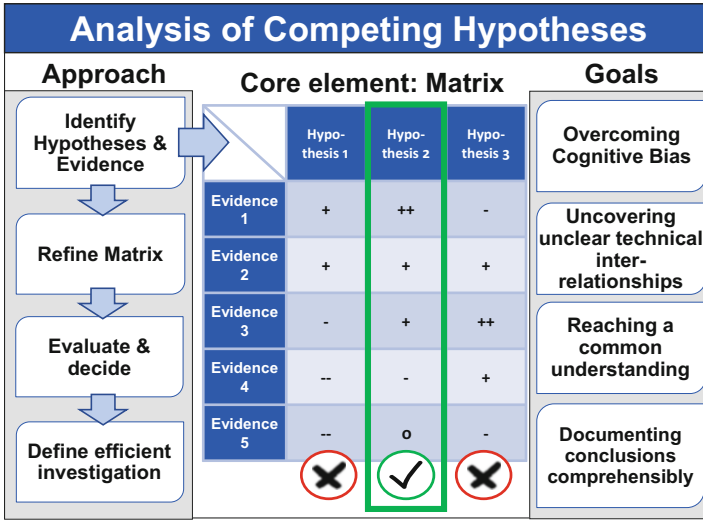 Analysis of Competing Hypotheses
Approach
Identify
Hypotheses &
Evidence
Refine Matrix
Evaluate &
decide
Define efficient
investigation
Core element: Matrix
Hypo-
thesis 1
Hypo-
thesis 2
Hypo-
thesis 3
Evidence
1
+
++
-
Evidence
2
+
+
+
Evidence
3
-
+
++
Evidence
4
--
-
+
Evidence
5
--
o
-
Goals
Overcoming
Cognitive Bias
Uncovering
unclear technical
inter-
relationships
Reaching a
common
understanding
Documenting
conclusions
comprehensibly